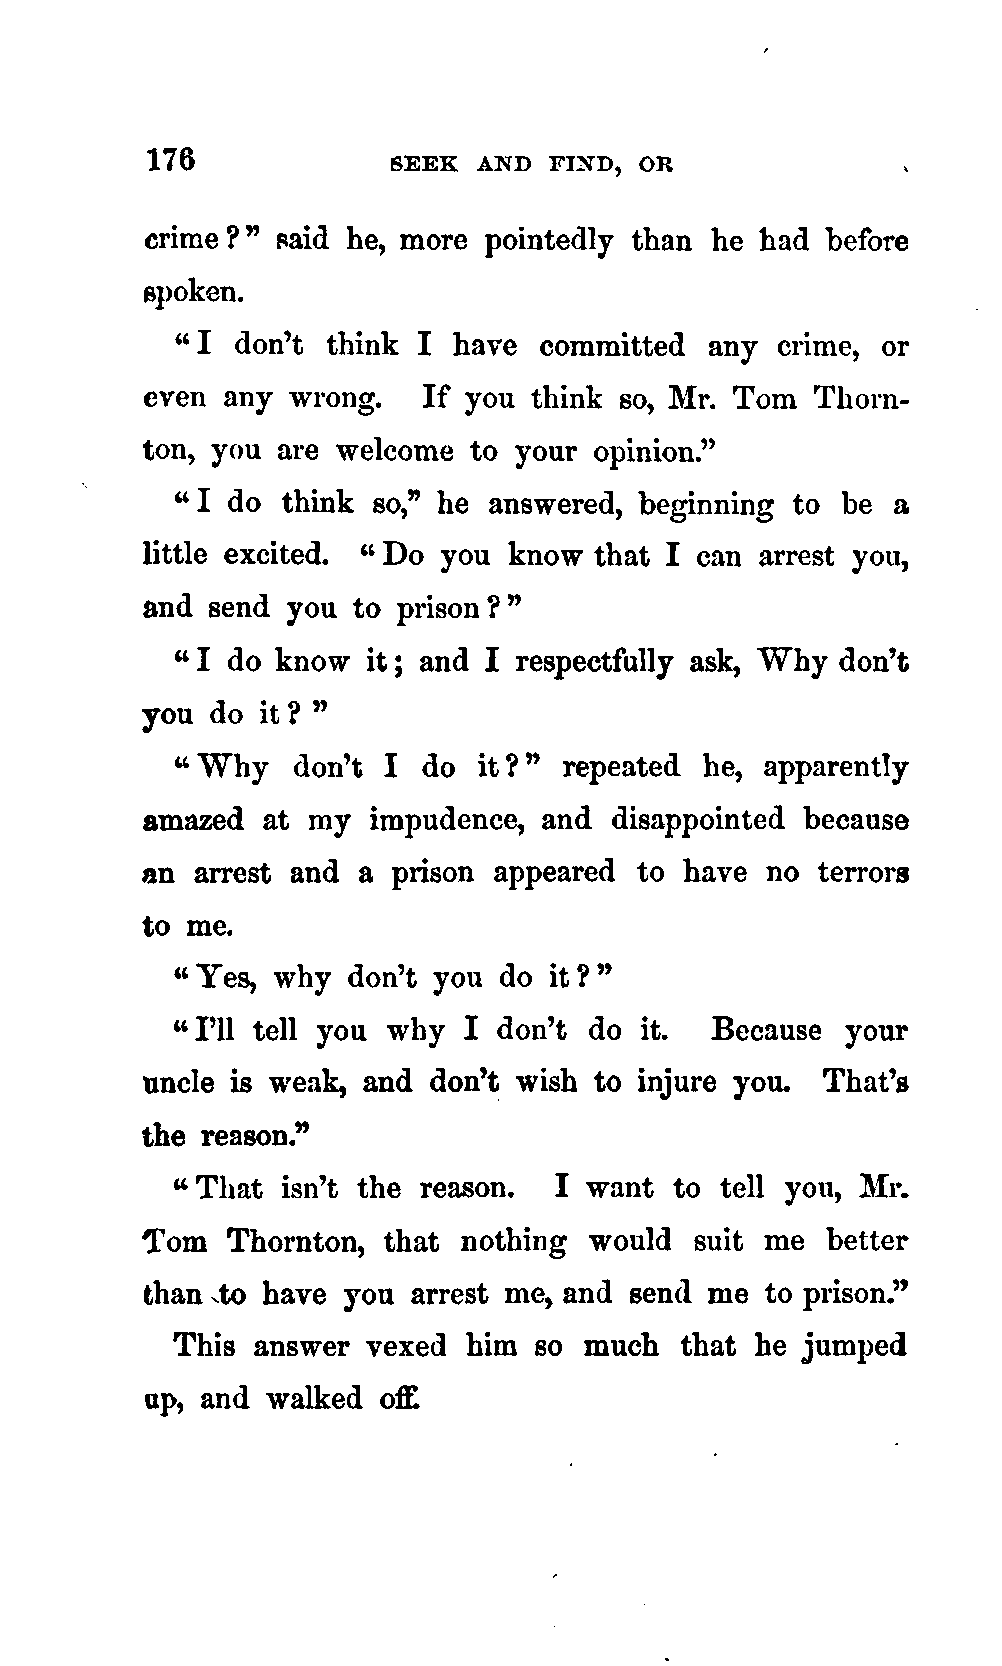 176 SEEK AND FIND, OR
crime?" said he, more pointedly than he had before
spoken.
"I don't think I have committed any crime, or
even any wrong. If you think so, Mr. Tom Thorn-
ton, you are welcome to your opinion."
"I do think so," he answered, beginning to be a
little excited. "Do you know that I can arrest you,
and send you to prison?"
"I do know it; and I respectfully ask, Why don't
you do it?"
"Why don't I do it?" repeated he, apparently
amazed at my impudence, and disappointed because
an arrest and a prison appeared to have no terrors
to me.
"Yes, why don't you do it?"
"I'll tell you why I don't do it. Because your
uncle is weak, and don't wish to injure you. That's
the reason."
"That isn't the reason. I want to tell you, Mr.
Tom Thornton, that nothing would suit me better
than to have you arrest me, and send me to prison."
This answer vexed him so much that he jumped
up, and walked off.